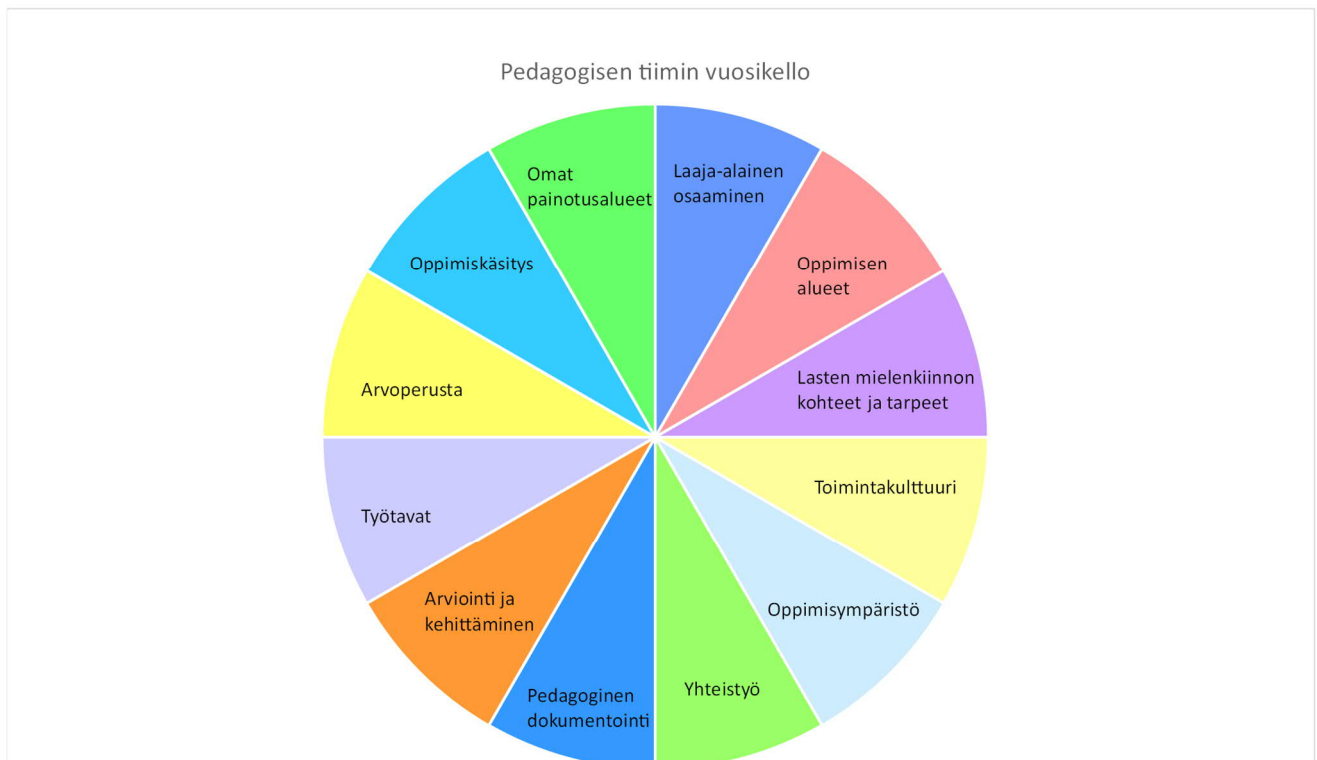 Pedagogisen tiimin vuosikello
Laaja-alainen
osaaminen
Oppimisen
alueet
Lasten mielenkiinnon
kohteet ja tarpeet
Toimintakulttuuri
Oppimisympäristö
Yhteistyö
Pedagoginen
dokumentointi
Arviointi ja
kehittäminen
Työtavat
Arvoperusta
Oppimiskäsitys
Omat
painotusalueet